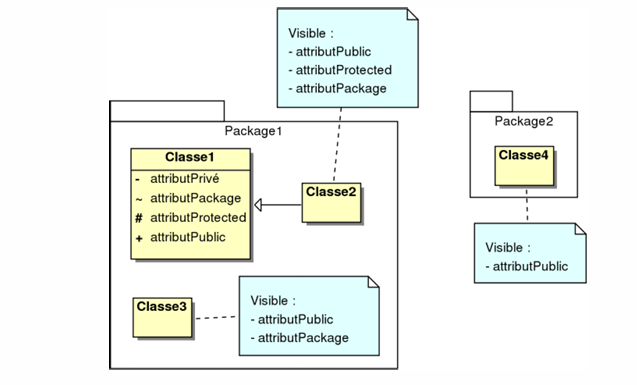 Visible :
- attributPublic
- attributProtected
- attributPackage
Package1
Classe1
- attributPrivé
~ attributPackage
# attributProtected
+ attributPublic
Classe2
Classe3
Visible :
- attributPublic
- attributPackage
Package2
Classe4
Visible :
- attributPublic